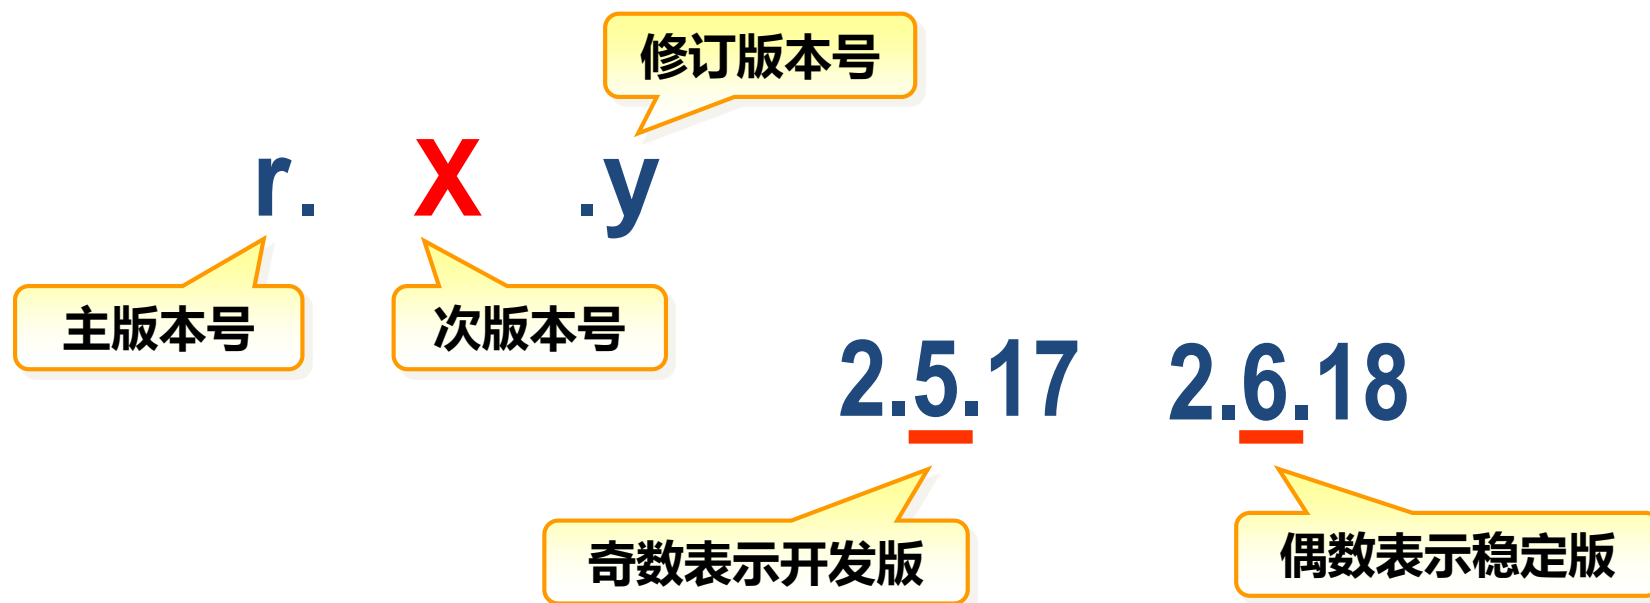 修订版本号
r. X .y
主版本号 次版本号
2.5.17 2.6.18
奇数表示开发版 偶数表示稳定版